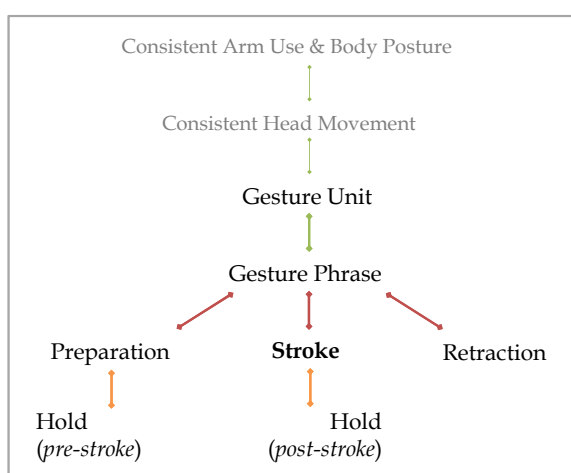 Consistent Arm Use & Body Posture
Consistent Head Movement
Gesture Unit
Gesture Phrase
Preparation Stroke Retraction
Hold Hold
(pre-stroke) (post-stroke)